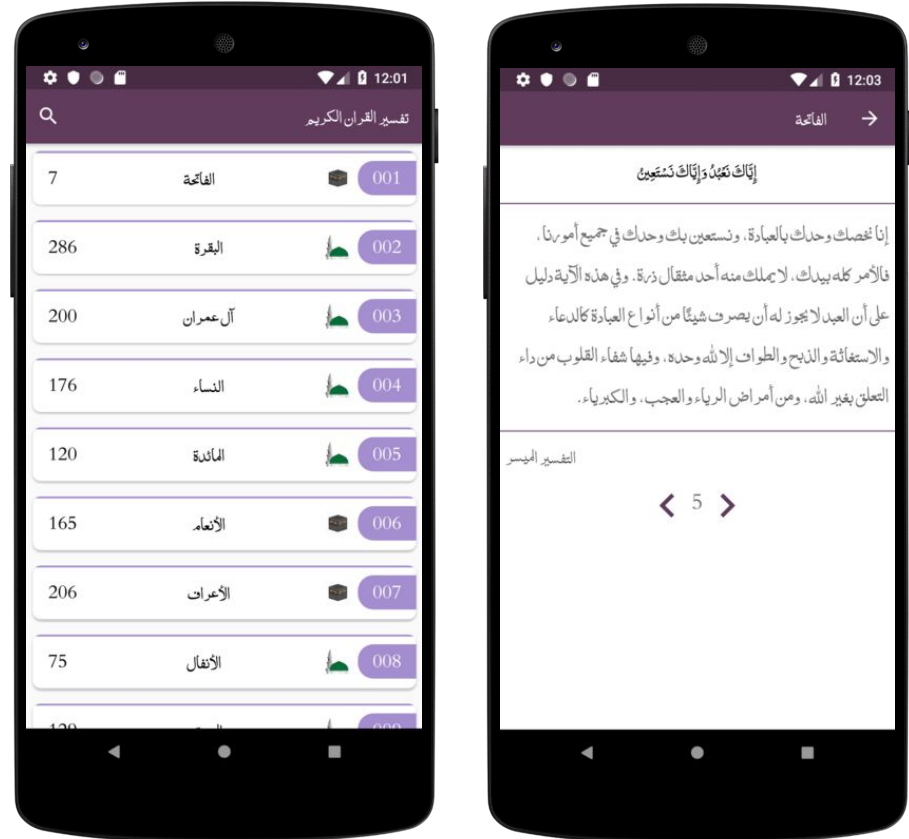 12:01
تفسير القران الكريم
001 الفاتحة 7
002 البقرة 286
003 آل عمران 200
004 النساء 176
005 المائدة 120
006 الأنعام 165
007 الأعراف 206
008 الأنفال 75
12:03
الفاتحة
إِيَّاكَ نَعْبُدُ وَإِيَّاكَ نَسْتَعِينُ
إنا نخصك وحدك بالعبادة، ونستعين بك وحدك في جميع أمورنا،
فالأمر كله بيدك، لا يملك منه أحد مثقال ذرة. وفي هذه الآية دليل
على أن العبد لا يجوز له أن يصرف شيئًا من أنواع العبادة كالدعاء
والاستغاثة والذبح والطواف إلا لله وحده، وفيها شفاء القلوب من داء
التعلق بغير الله، ومن أمراض الرياء والعجب، والكبرياء.
التفسير الميسر
5